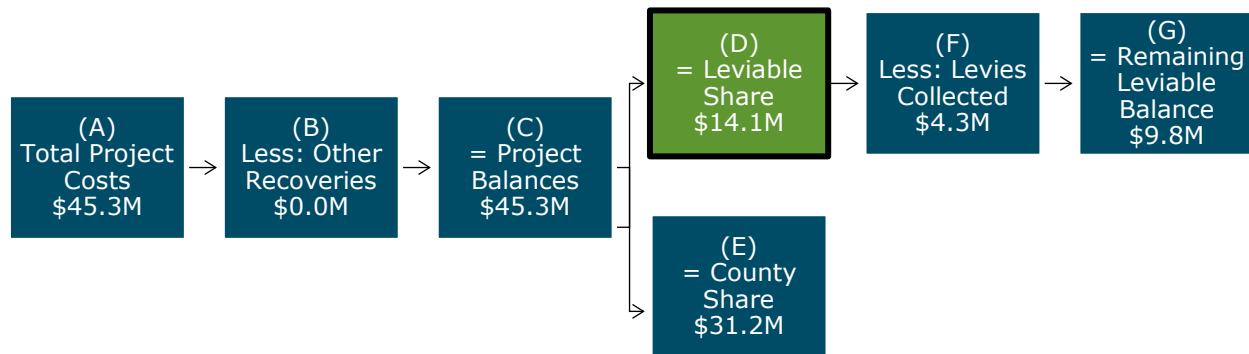 (A)
Total Project
Costs
$45.3M
(B)
Less: Other
Recoveries
$0.0M
(C)
= Project
Balances
$45.3M
(D)
= Leviable
Share
$14.1M
(E)
= County
Share
$31.2M
(F)
Less: Levies
Collected
$4.3M
(G)
= Remaining
Leviable
Balance
$9.8M